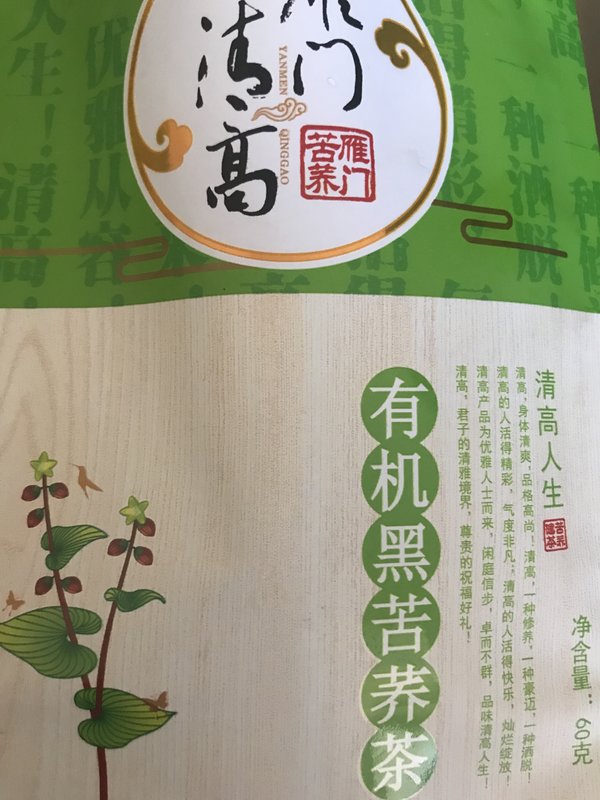 雁门
清高
YANMEN QINGGAO
雁门
苦荞
有机黑苦荞茶
清高人生
清高,身体清爽,品格高尚!清高,一种修养,一种豪迈,一种洒脱!
清高的人活得精彩,气度非凡;清高的人活得快乐,灿烂绽放!
清高产品为优雅人士而来,闲庭信步,卓而不群,品味清高人生!
清高,君子的清雅境界,尊贵的祝福好礼!
净含量:60克